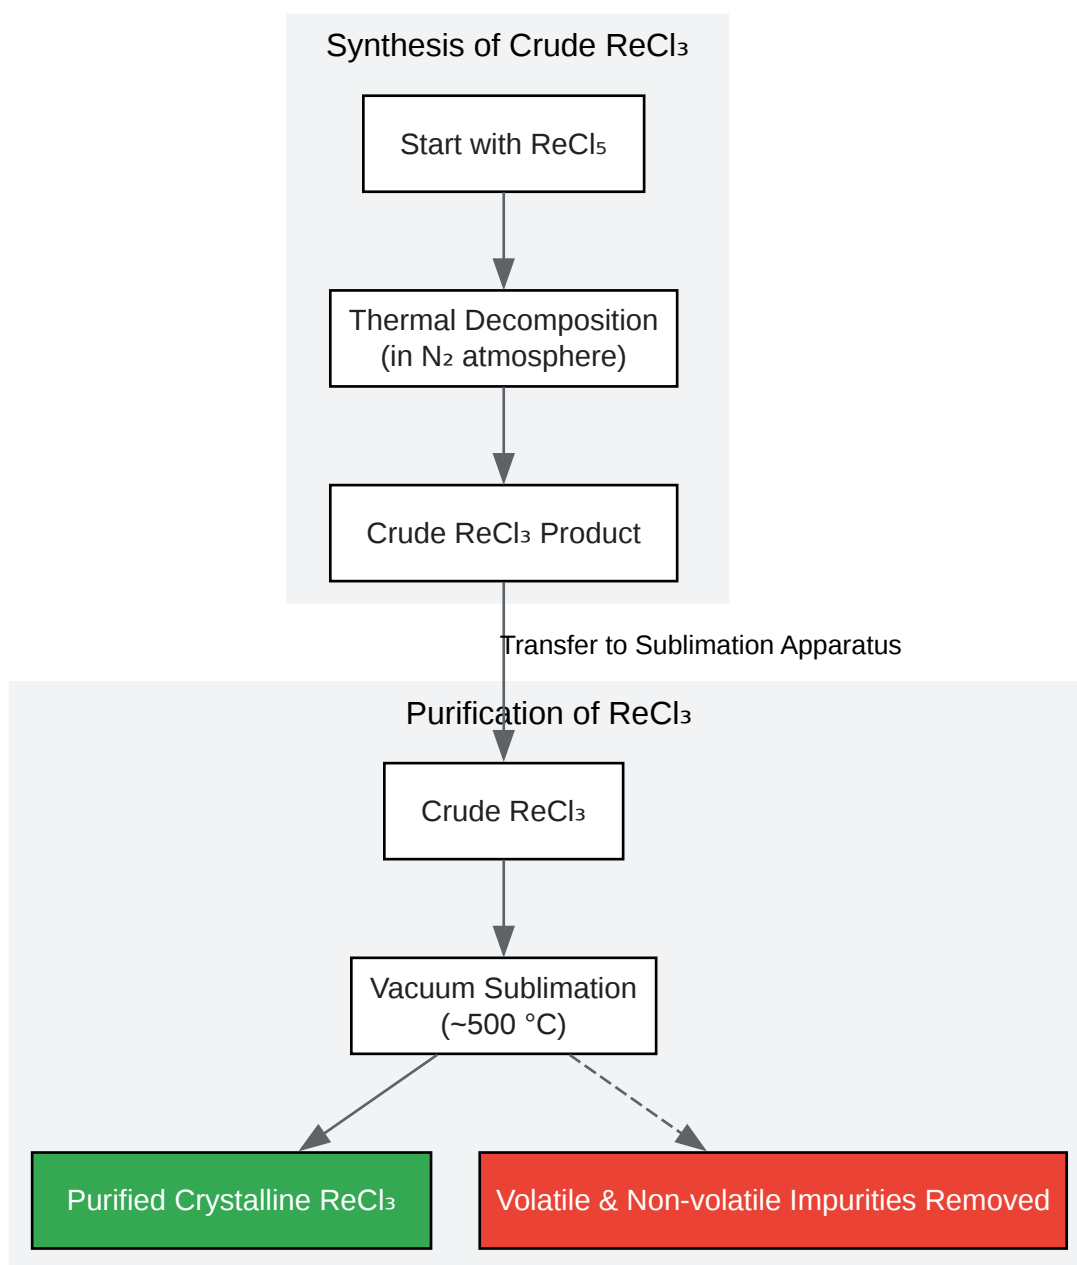 Synthesis of Crude ReCl₃
Start with ReCl₅
Thermal Decomposition
(in N₂ atmosphere)
Crude ReCl₃ Product
Transfer to Sublimation Apparatus
Purification of ReCl₃
Crude ReCl₃
Vacuum Sublimation
(~500 °C)
Purified Crystalline ReCl₃
Volatile & Non-volatile Impurities Removed